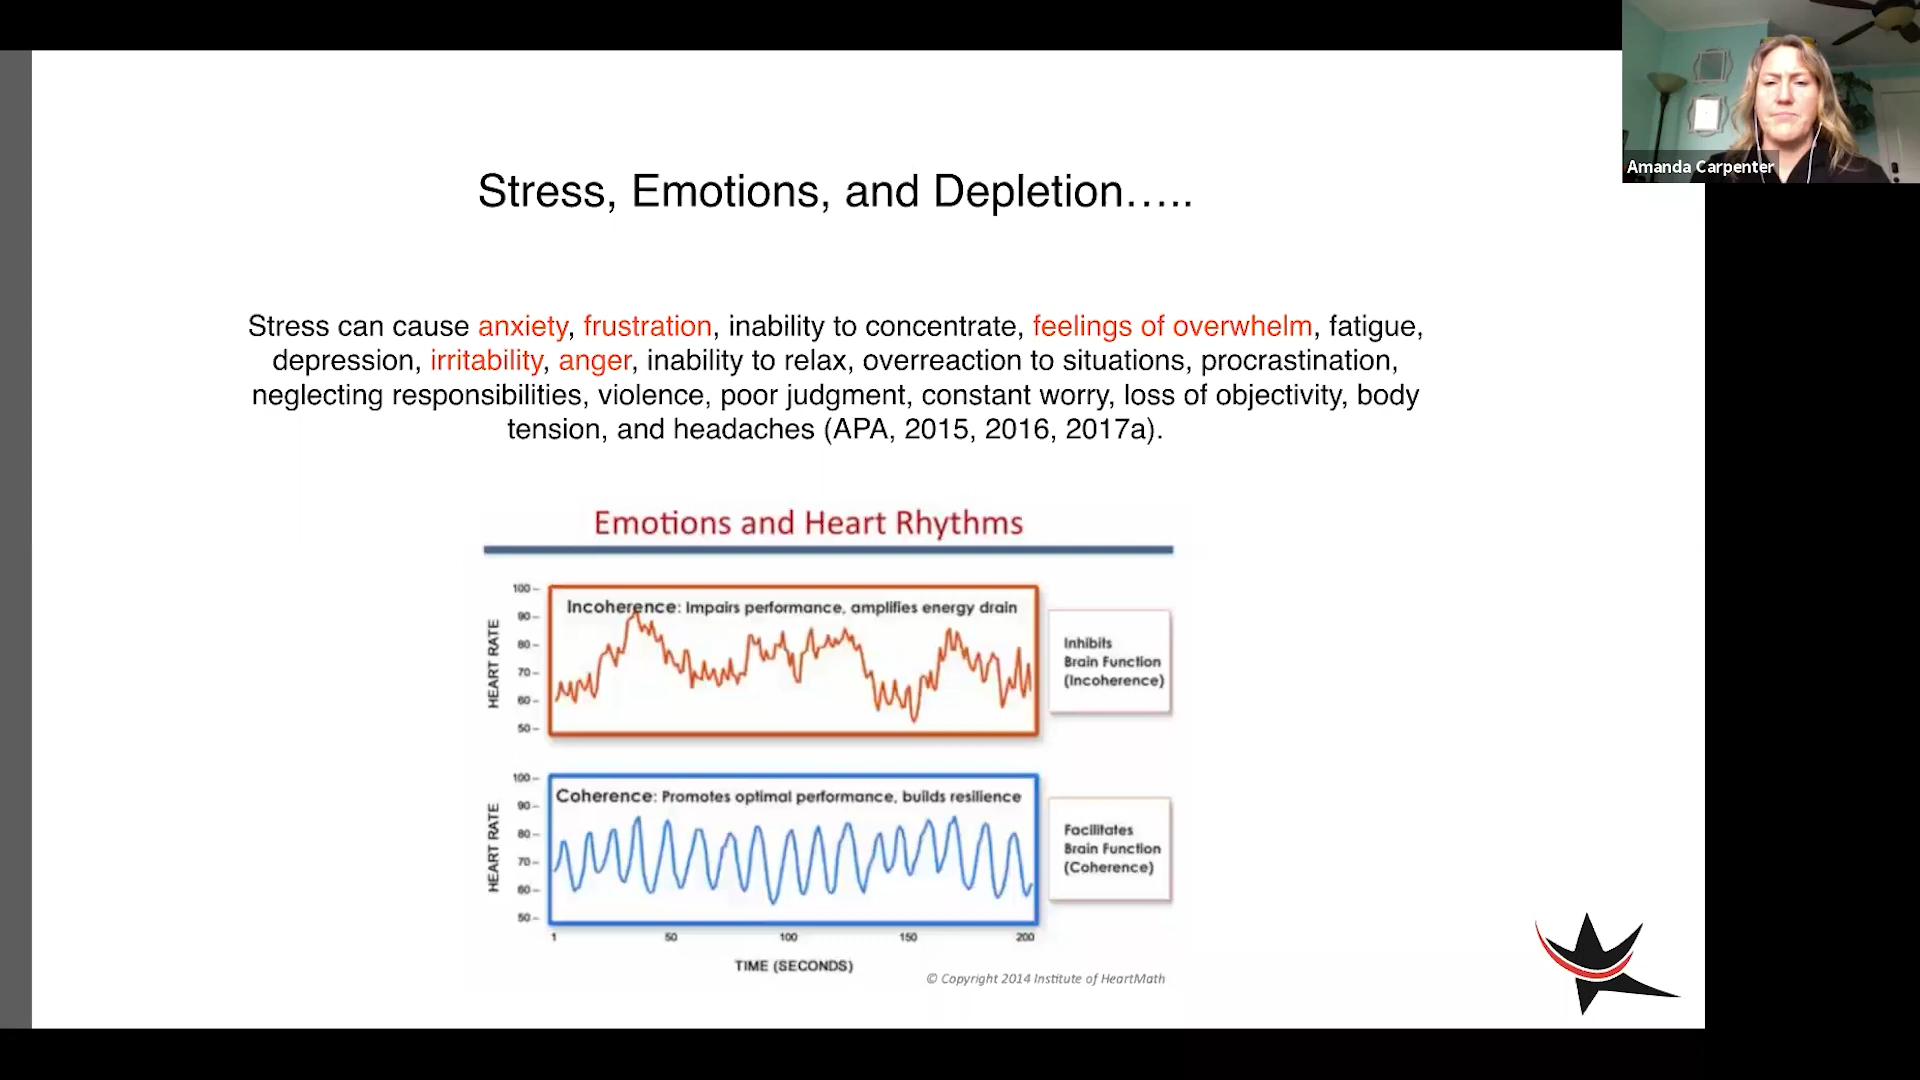 Amanda Carpenter
Stress, Emotions, and Depletion…..
Stress can cause anxiety, frustration, inability to concentrate, feelings of overwhelm, fatigue,
depression, irritability, anger, inability to relax, overreaction to situations, procrastination,
neglecting responsibilities, violence, poor judgment, constant worry, loss of objectivity, body
tension, and headaches (APA, 2015, 2016, 2017a).
Emotions and Heart Rhythms
HEART RATE
100
90
80
70
60
50
Incoherence: Impairs performance, amplifies energy drain
Inhibits
Brain Function
(Incoherence)
HEART RATE
100
90
80
70
60
50
Coherence: Promotes optimal performance, builds resilience
Facilitates
Brain Function
(Coherence)
1 50 100 150 200
TIME (SECONDS)
© Copyright 2014 Institute of HeartMath